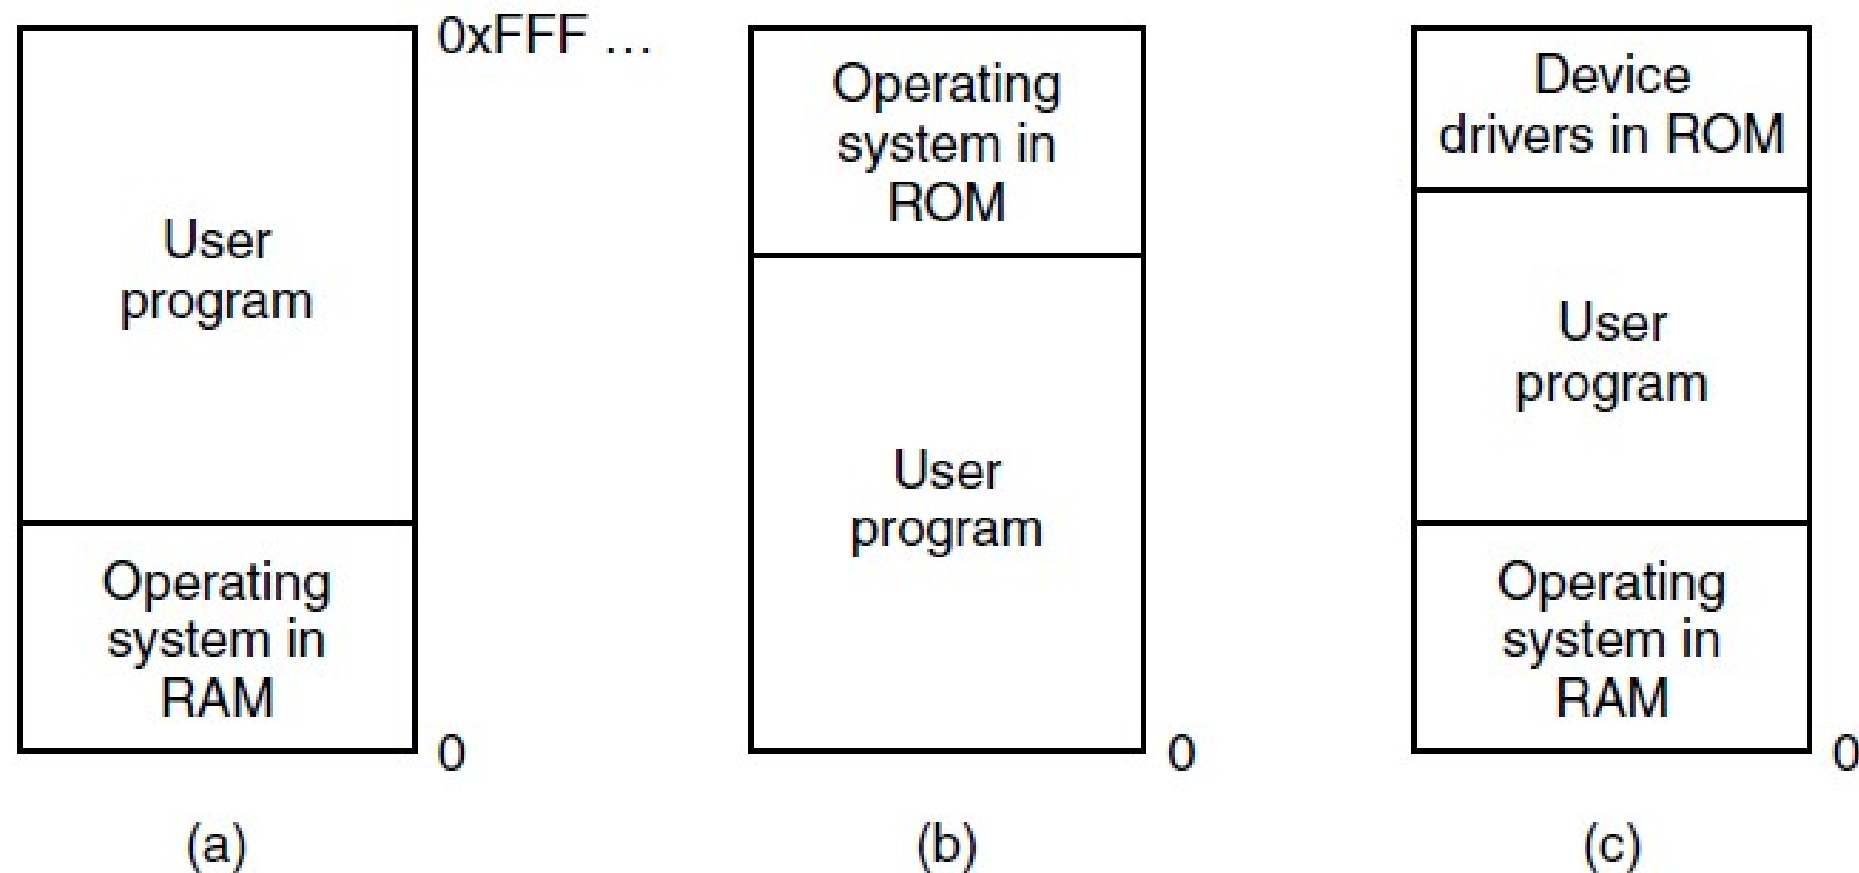 0xFFF ...
User
program
Operating
system in
RAM
0
(a)
Operating
system in
ROM
User
program
0
(b)
Device
drivers in ROM
User
program
Operating
system in
RAM
0
(c)